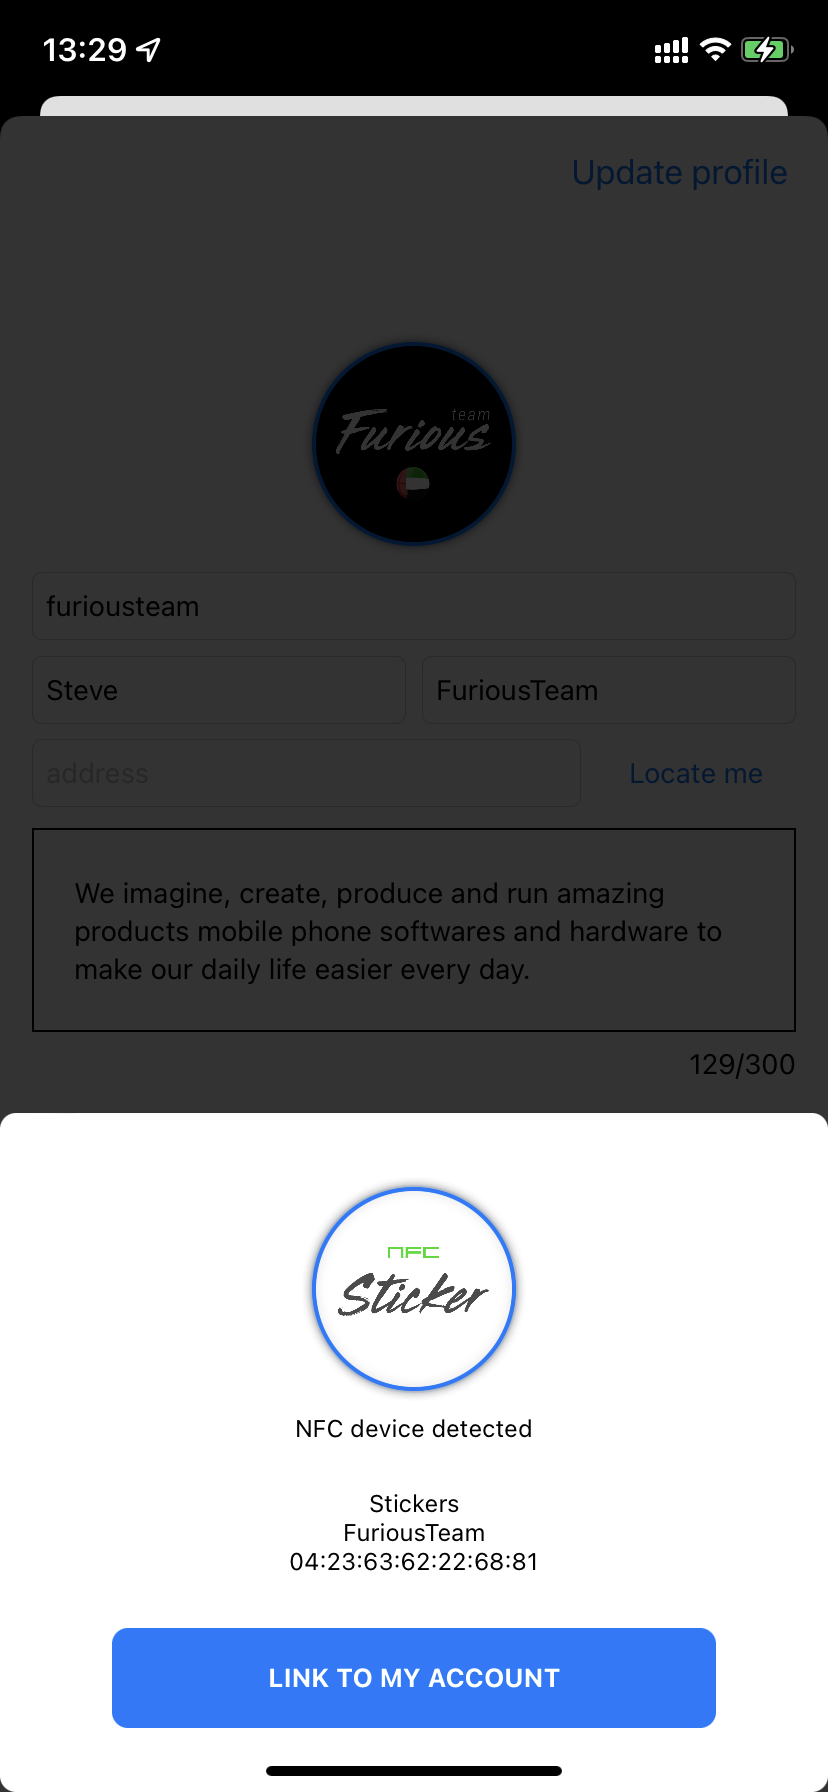 13:29
Update profile
team
Furious
furiousteam
Steve
FuriousTeam
address
Locate me
We imagine, create, produce and run amazing
products mobile phone softwares and hardware to
make our daily life easier every day.
129/300
NFC
Sticker
NFC device detected
Stickers
FuriousTeam
04:23:63:62:22:68:81
LINK TO MY ACCOUNT